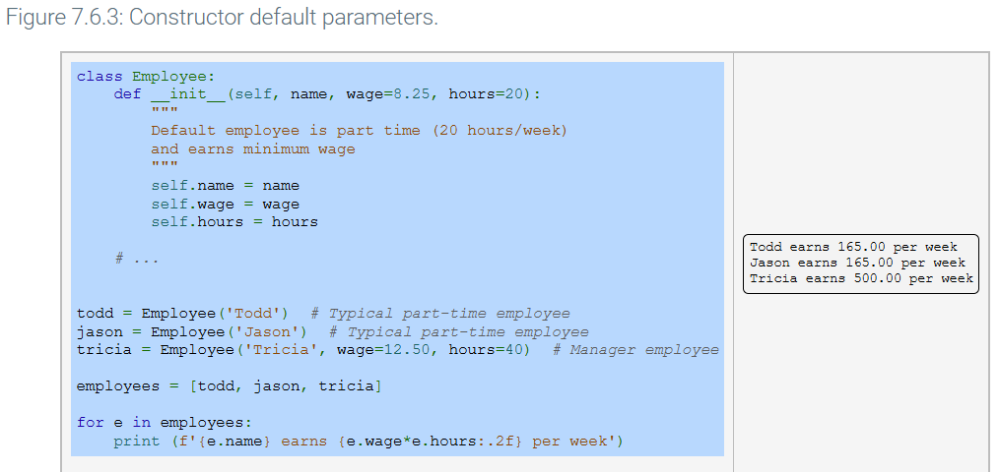 Figure 7.6.3: Constructor default parameters.
class Employee:
    def __init__(self, name, wage=8.25, hours=20):
        """
        Default employee is part time (20 hours/week)
        and earns minimum wage
        """
        self.name = name
        self.wage = wage
        self.hours = hours
    # ...
todd = Employee('Todd')  # Typical part-time employee
jason = Employee('Jason')  # Typical part-time employee
tricia = Employee('Tricia', wage=12.50, hours=40)  # Manager employee
employees = [todd, jason, tricia]
for e in employees:
    print (f'{e.name} earns {e.wage*e.hours:.2f} per week')
Todd earns 165.00 per week
Jason earns 165.00 per week
Tricia earns 500.00 per week